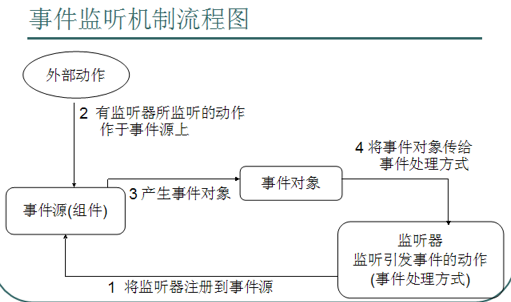 事件监听机制流程图
外部动作
2 有监听器所监听的动作
作于事件源上
4 将事件对象传给
事件处理方式
3 产生事件对象
事件对象
事件源(组件)
监听器
监听引发事件的动作
(事件处理方式)
1 将监听器注册到事件源